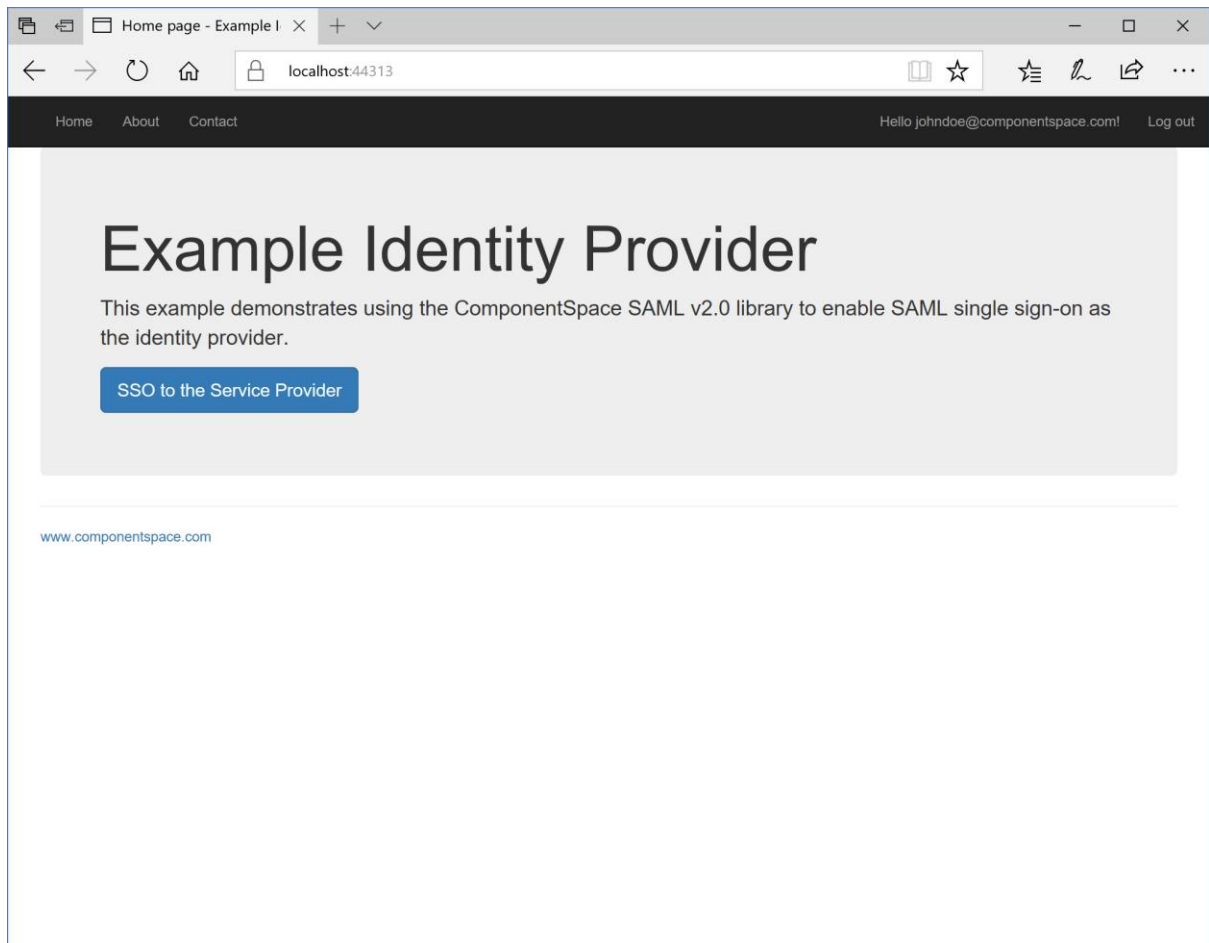 Home page - Example I
localhost:44313
Home About Contact Hello johndoe@componentspace.com! Log out
Example Identity Provider
This example demonstrates using the ComponentSpace SAML v2.0 library to enable SAML single sign-on as
the identity provider.
SSO to the Service Provider
www.componentspace.com